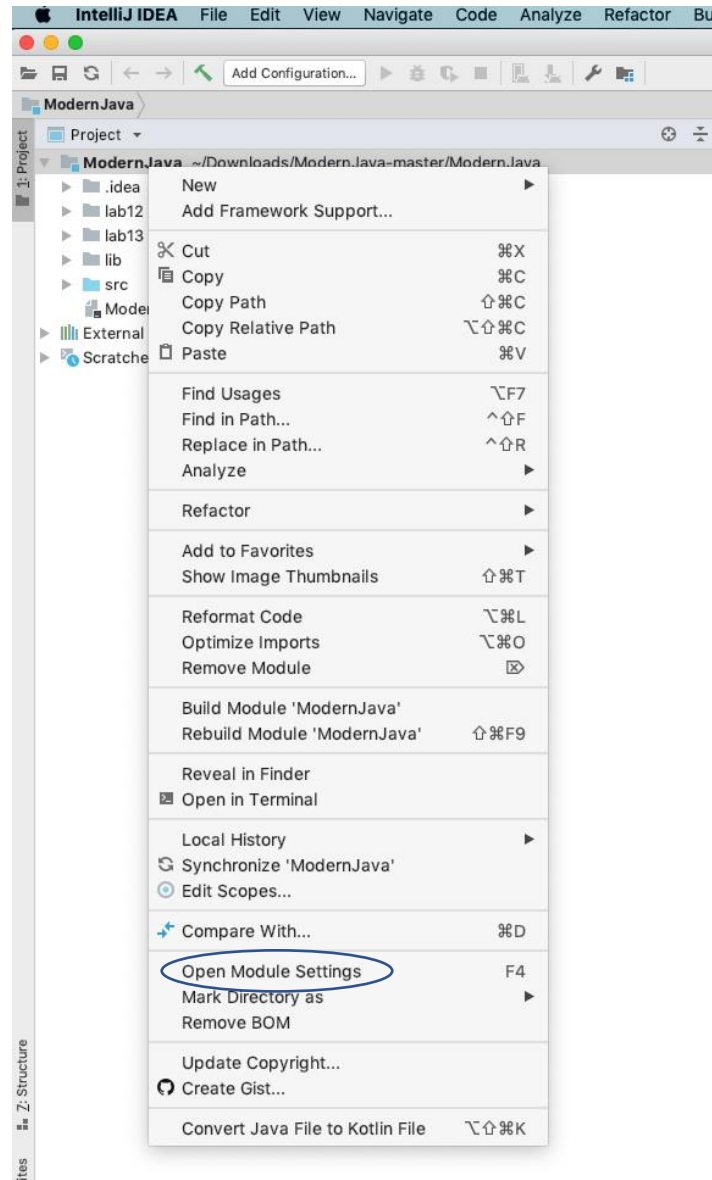 IntelliJ IDEA File Edit View Navigate Code Analyze Refactor Bu
Add Configuration...
ModernJava
1: Project
Project
ModernJava ~/Downloads/ModernJava-master/ModernJava
.idea
lab12
lab13
lib
src
Moder
External
Scratche
New
Add Framework Support...
Cut ⌘X
Copy ⌘C
Copy Path ⇧⌘C
Copy Relative Path ⌥⇧⌘C
Paste ⌘V
Find Usages ⌥F7
Find in Path... ^⇧F
Replace in Path... ^⇧R
Analyze
Refactor
Add to Favorites
Show Image Thumbnails ⇧⌘T
Reformat Code ⌥⌘L
Optimize Imports ⌥⌘O
Remove Module ⌦
Build Module 'ModernJava'
Rebuild Module 'ModernJava' ⇧⌘F9
Reveal in Finder
Open in Terminal
Local History
Synchronize 'ModernJava'
Edit Scopes...
Compare With... ⌘D
Open Module Settings F4
Mark Directory as
Remove BOM
Update Copyright...
Create Gist...
Convert Java File to Kotlin File ⌥⇧⌘K
Z: Structure
ites